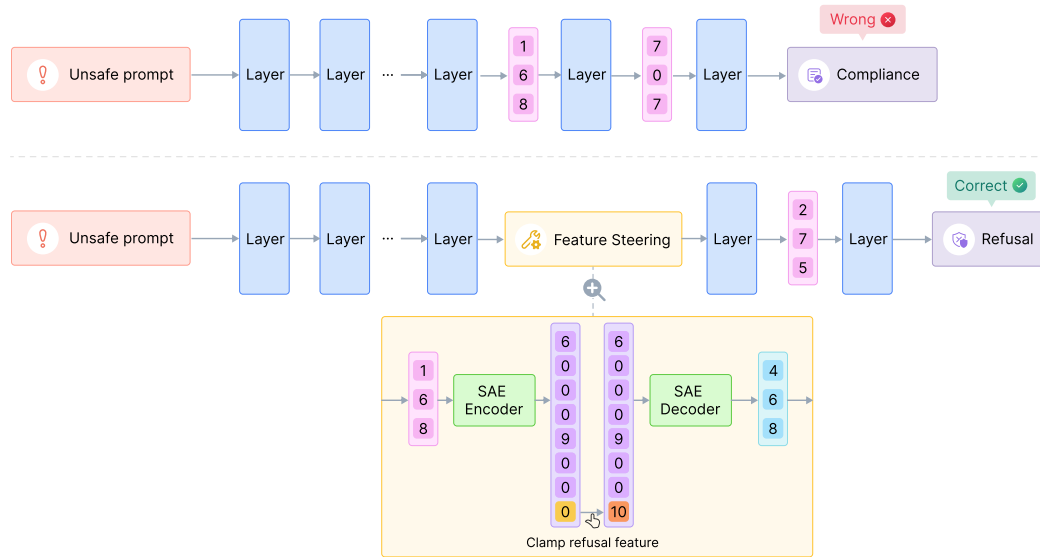 Wrong
Unsafe prompt
Layer
Layer
...
Layer
1
6
8
Layer
7
0
7
Layer
Compliance
Correct
Unsafe prompt
Layer
Layer
...
Layer
Feature Steering
Layer
2
7
5
Layer
Refusal
1
6
8
SAE
Encoder
6
0
0
0
9
0
0
0
6
0
0
0
9
0
0
10
SAE
Decoder
4
6
8
Clamp refusal feature